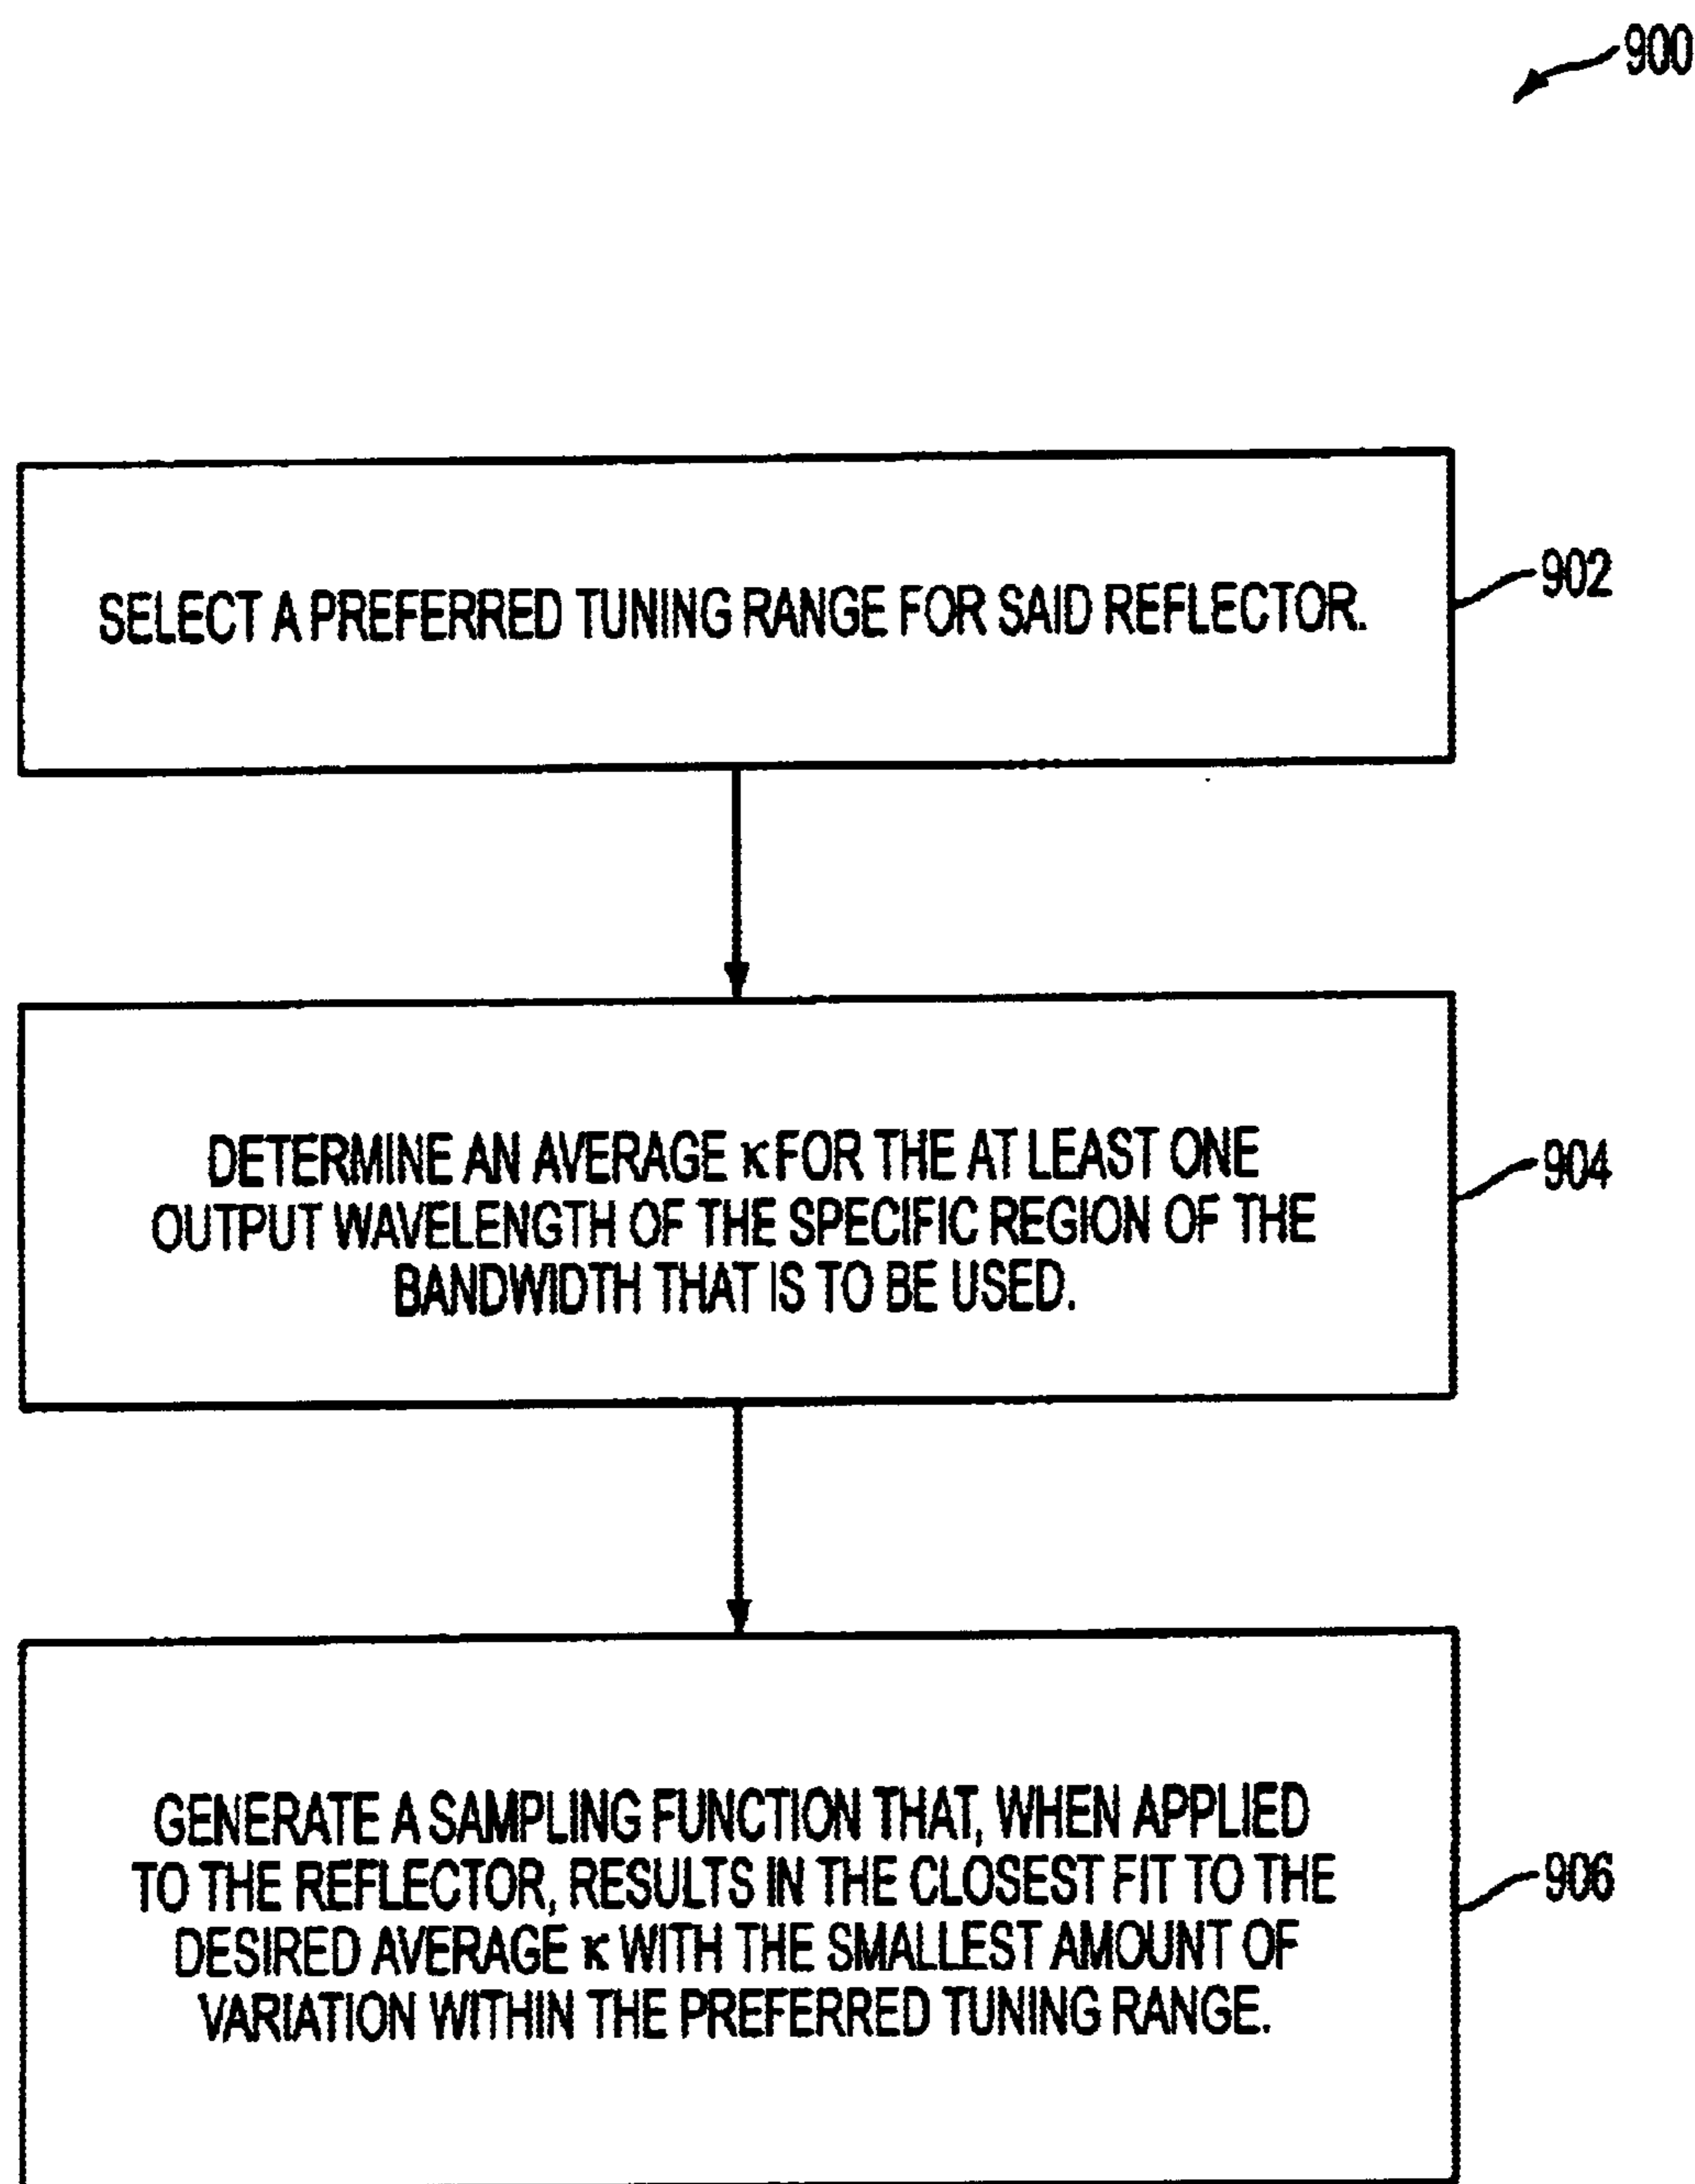 900
SELECT A PREFERRED TUNING RANGE FOR SAID REFLECTOR.
902
DETERMINE AN AVERAGE κ FOR THE AT LEAST ONE
OUTPUT WAVELENGTH OF THE SPECIFIC REGION OF THE
BANDWIDTH THAT IS TO BE USED.
904
GENERATE A SAMPLING FUNCTION THAT, WHEN APPLIED
TO THE REFLECTOR, RESULTS IN THE CLOSEST FIT TO THE
DESIRED AVERAGE κ WITH THE SMALLEST AMOUNT OF
VARIATION WITHIN THE PREFERRED TUNING RANGE.
906